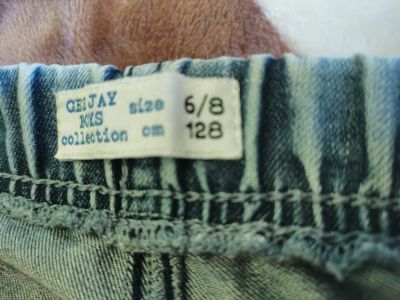 GEEJAY size 6/8
BOYS
collection cm 128